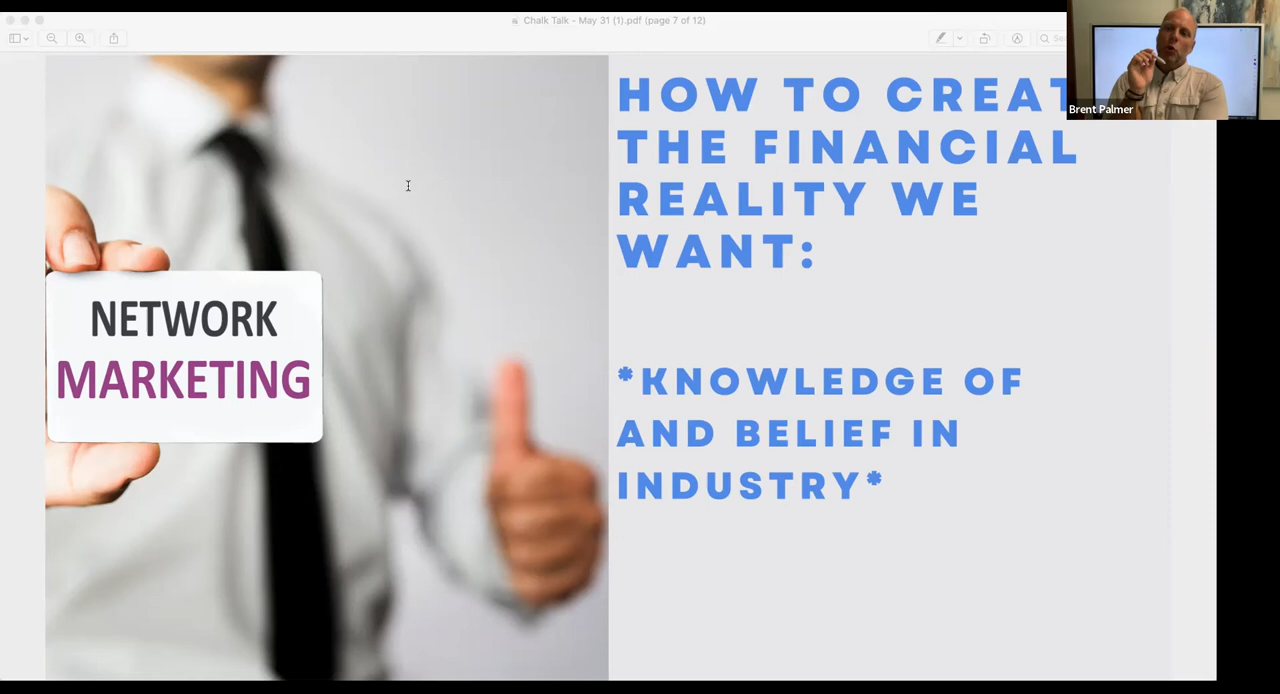 Chalk Talk - May 31 (1).pdf (page 7 of 12)
Brent Palmer
NETWORK
MARKETING
HOW TO CREAT
THE FINANCIAL
REALITY WE
WANT:
*KNOWLEDGE OF
AND BELIEF IN
INDUSTRY*